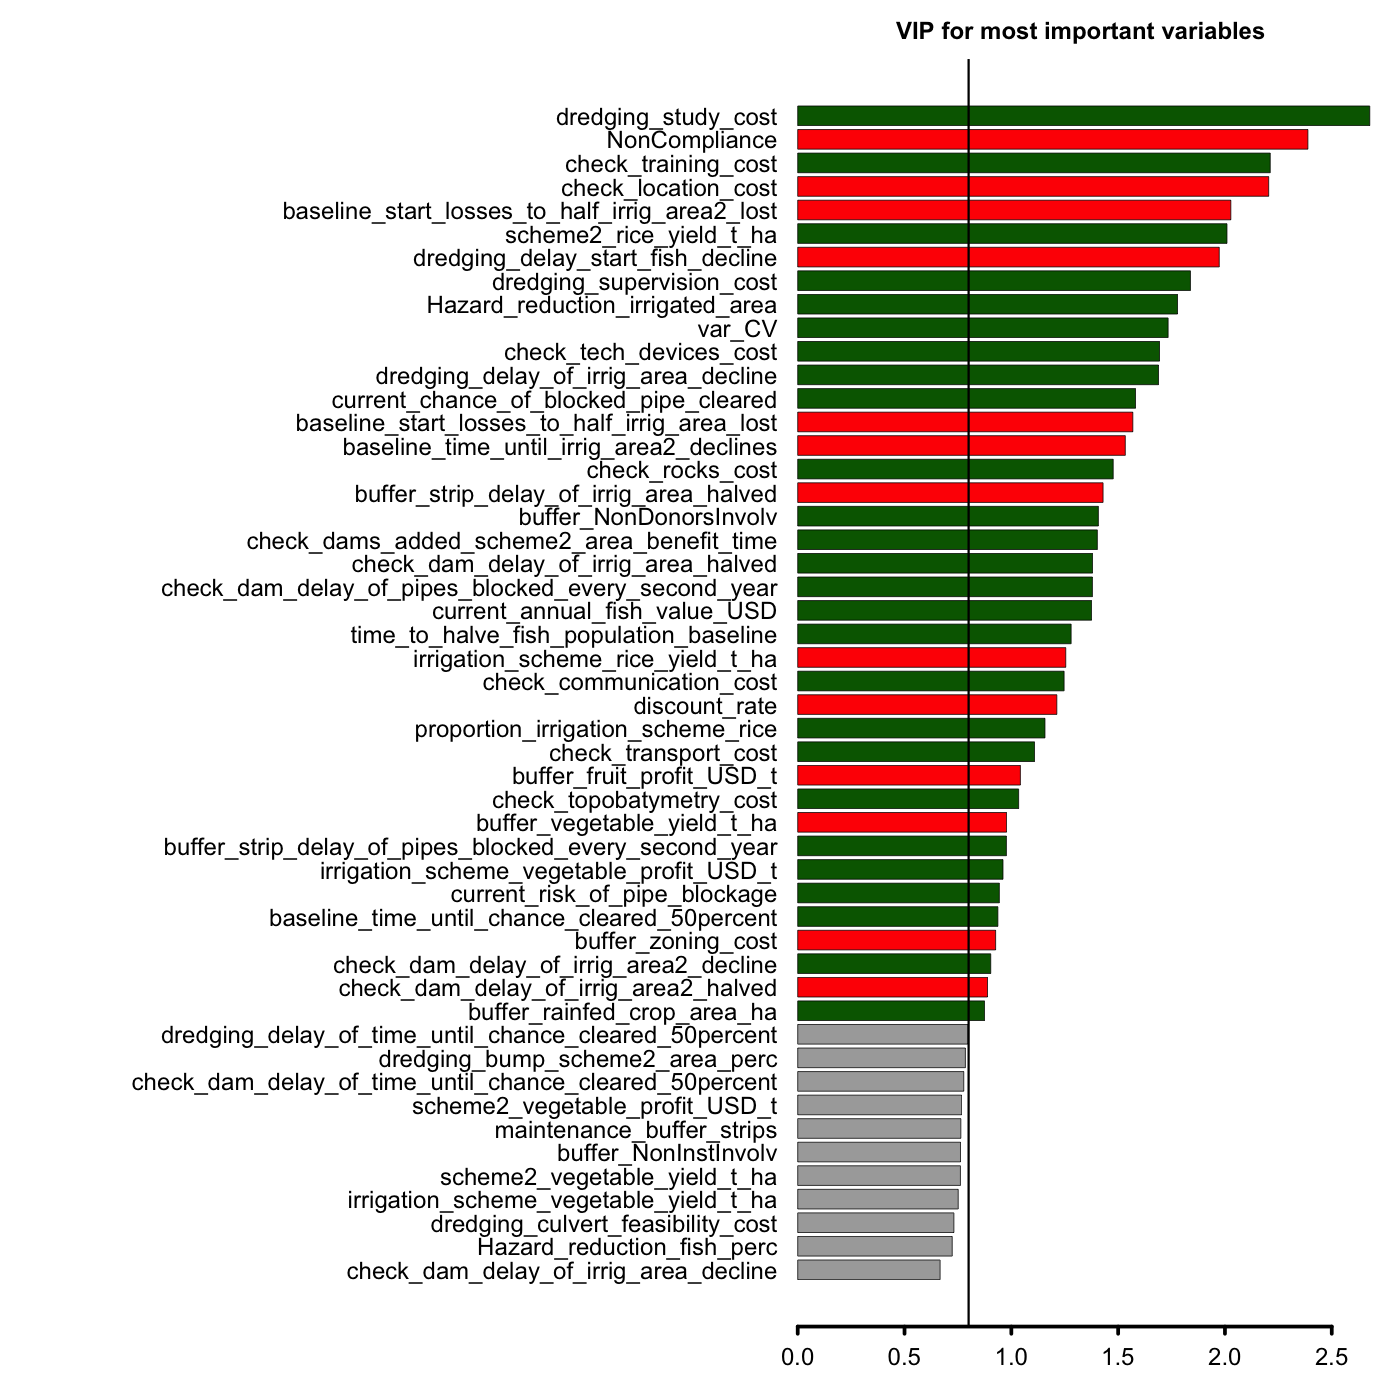 VIP for most important variables
dredging_study_cost
NonCompliance
check_training_cost
check_location_cost
baseline_start_losses_to_half_irrig_area2_lost
scheme2_rice_yield_t_ha
dredging_delay_start_fish_decline
dredging_supervision_cost
Hazard_reduction_irrigated_area
var_CV
check_tech_devices_cost
dredging_delay_of_irrig_area_decline
current_chance_of_blocked_pipe_cleared
baseline_start_losses_to_half_irrig_area_lost
baseline_time_until_irrig_area2_declines
check_rocks_cost
buffer_strip_delay_of_irrig_area_halved
buffer_NonDonorsInvolv
check_dams_added_scheme2_area_benefit_time
check_dam_delay_of_irrig_area_halved
check_dam_delay_of_pipes_blocked_every_second_year
current_annual_fish_value_USD
time_to_halve_fish_population_baseline
irrigation_scheme_rice_yield_t_ha
check_communication_cost
discount_rate
proportion_irrigation_scheme_rice
check_transport_cost
buffer_fruit_profit_USD_t
check_topobatymetry_cost
buffer_vegetable_yield_t_ha
buffer_strip_delay_of_pipes_blocked_every_second_year
irrigation_scheme_vegetable_profit_USD_t
current_risk_of_pipe_blockage
baseline_time_until_chance_cleared_50percent
buffer_zoning_cost
check_dam_delay_of_irrig_area2_decline
check_dam_delay_of_irrig_area2_halved
buffer_rainfed_crop_area_ha
dredging_delay_of_time_until_chance_cleared_50percent
dredging_bump_scheme2_area_perc
check_dam_delay_of_time_until_chance_cleared_50percent
scheme2_vegetable_profit_USD_t
maintenance_buffer_strips
buffer_NonInstInvolv
scheme2_vegetable_yield_t_ha
irrigation_scheme_vegetable_yield_t_ha
dredging_culvert_feasibility_cost
Hazard_reduction_fish_perc
check_dam_delay_of_irrig_area_decline
0.0 0.5 1.0 1.5 2.0 2.5